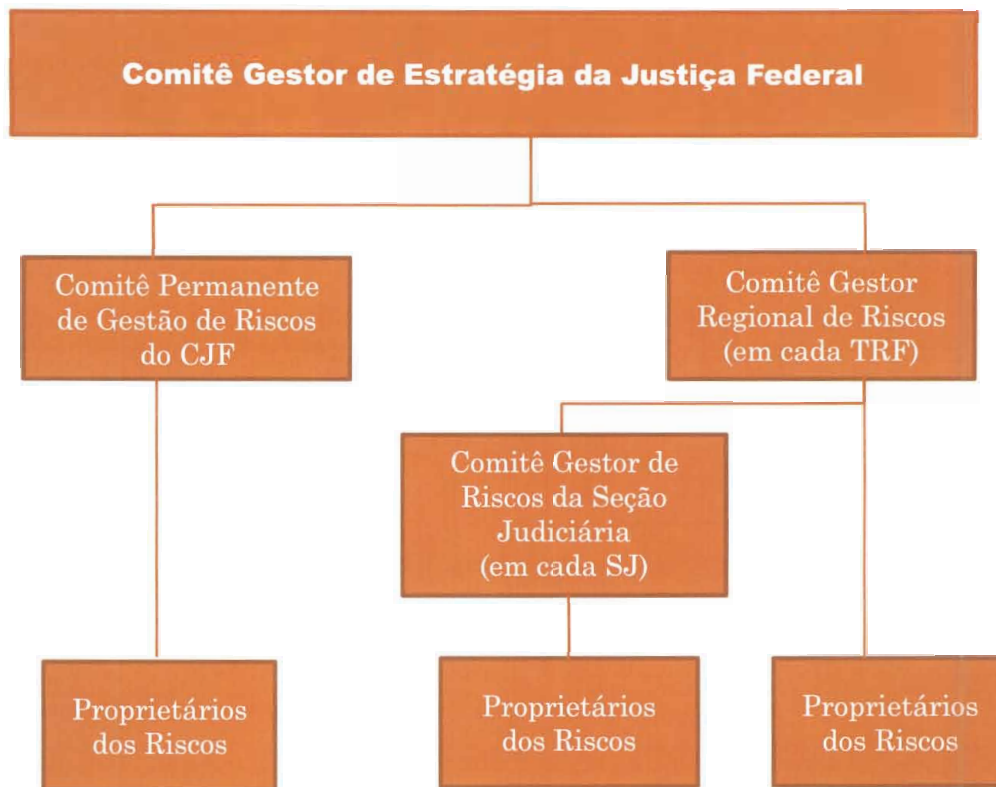 Comitê Gestor de Estratégia da Justiça Federal
Comitê Permanente
de Gestão de Riscos
do CJF
Comitê Gestor
Regional de Riscos
(em cada TRF)
Comitê Gestor de
Riscos da Seção
Judiciária
(em cada SJ)
Proprietários
dos Riscos
Proprietários
dos Riscos
Proprietários
dos Riscos